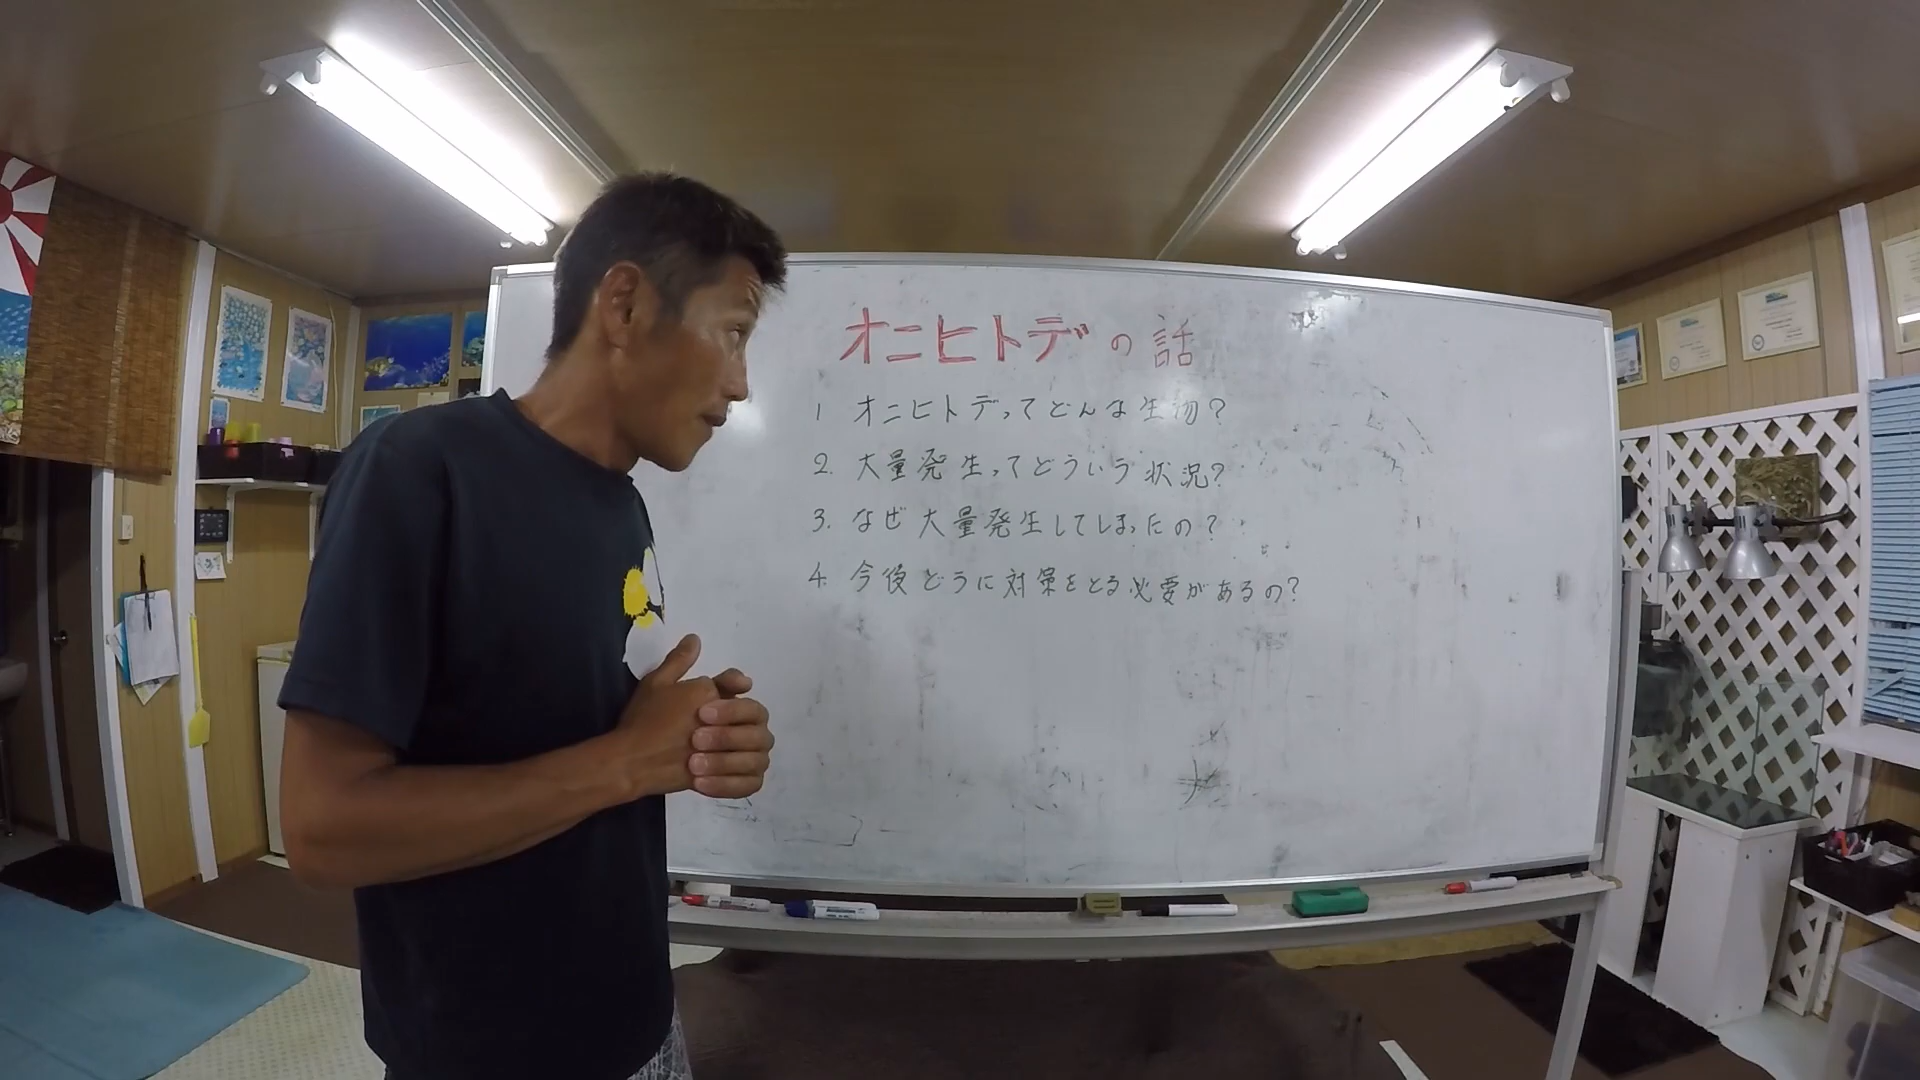 オニヒトデの話
1 オニヒトデってどんな生物?
2. 大量発生ってどういう状況?
3. なぜ大量発生してしまったの?
4. 今後どうに対策をとる必要があるの?